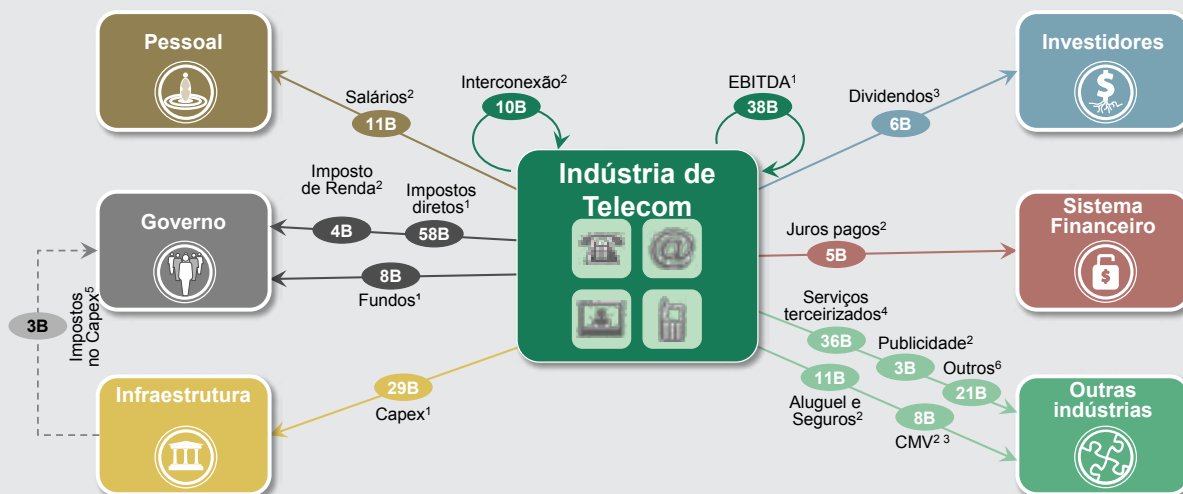 Pessoal
Salários²
11B
Interconexão²
10B
EBITDA¹
38B
Dividendos³
6B
Investidores
Indústria de
Telecom
Governo
Imposto
de Renda²
4B
Impostos
diretos¹
58B
8B
Fundos¹
Juros pagos²
5B
Sistema
Financeiro
3B
Impostos
no Capex⁵
Infraestrutura
29B
Capex¹
Serviços
terceirizados⁴
36B
Publicidade²
3B
Outros⁶
21B
11B
Aluguel e
Seguros²
8B
CMV² ³
Outras
indústrias